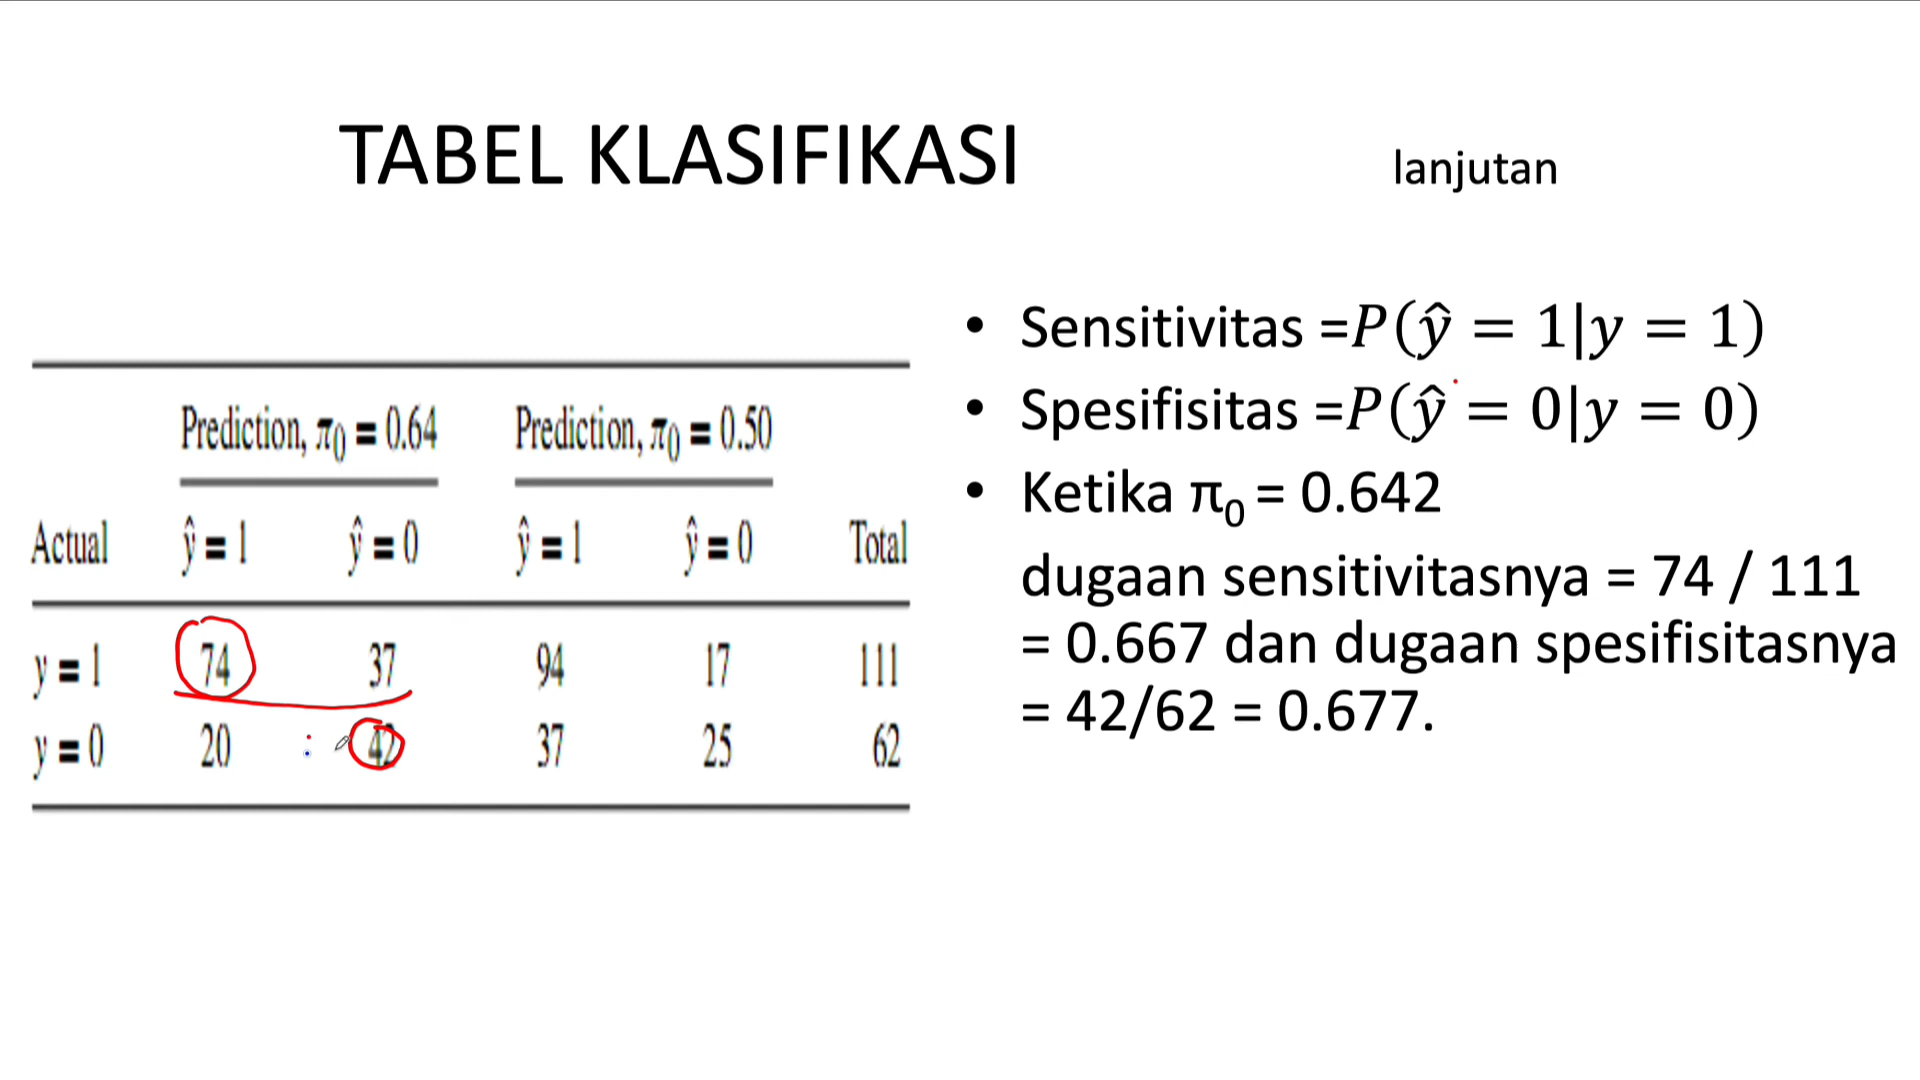 TABEL KLASIFIKASI lanjutan
Prediction, π0 = 0.64 Prediction, π0 = 0.50
Actual ŷ = 1 ŷ = 0 ŷ = 1 ŷ = 0 Total
y = 1 74 37 94 17 111
y = 0 20 42 37 25 62
• Sensitivitas =P(ŷ = 1|y = 1)
• Spesifisitas =P(ŷ = 0|y = 0)
• Ketika π0 = 0.642
dugaan sensitivitasnya = 74 / 111
= 0.667 dan dugaan spesifisitasnya
= 42/62 = 0.677.